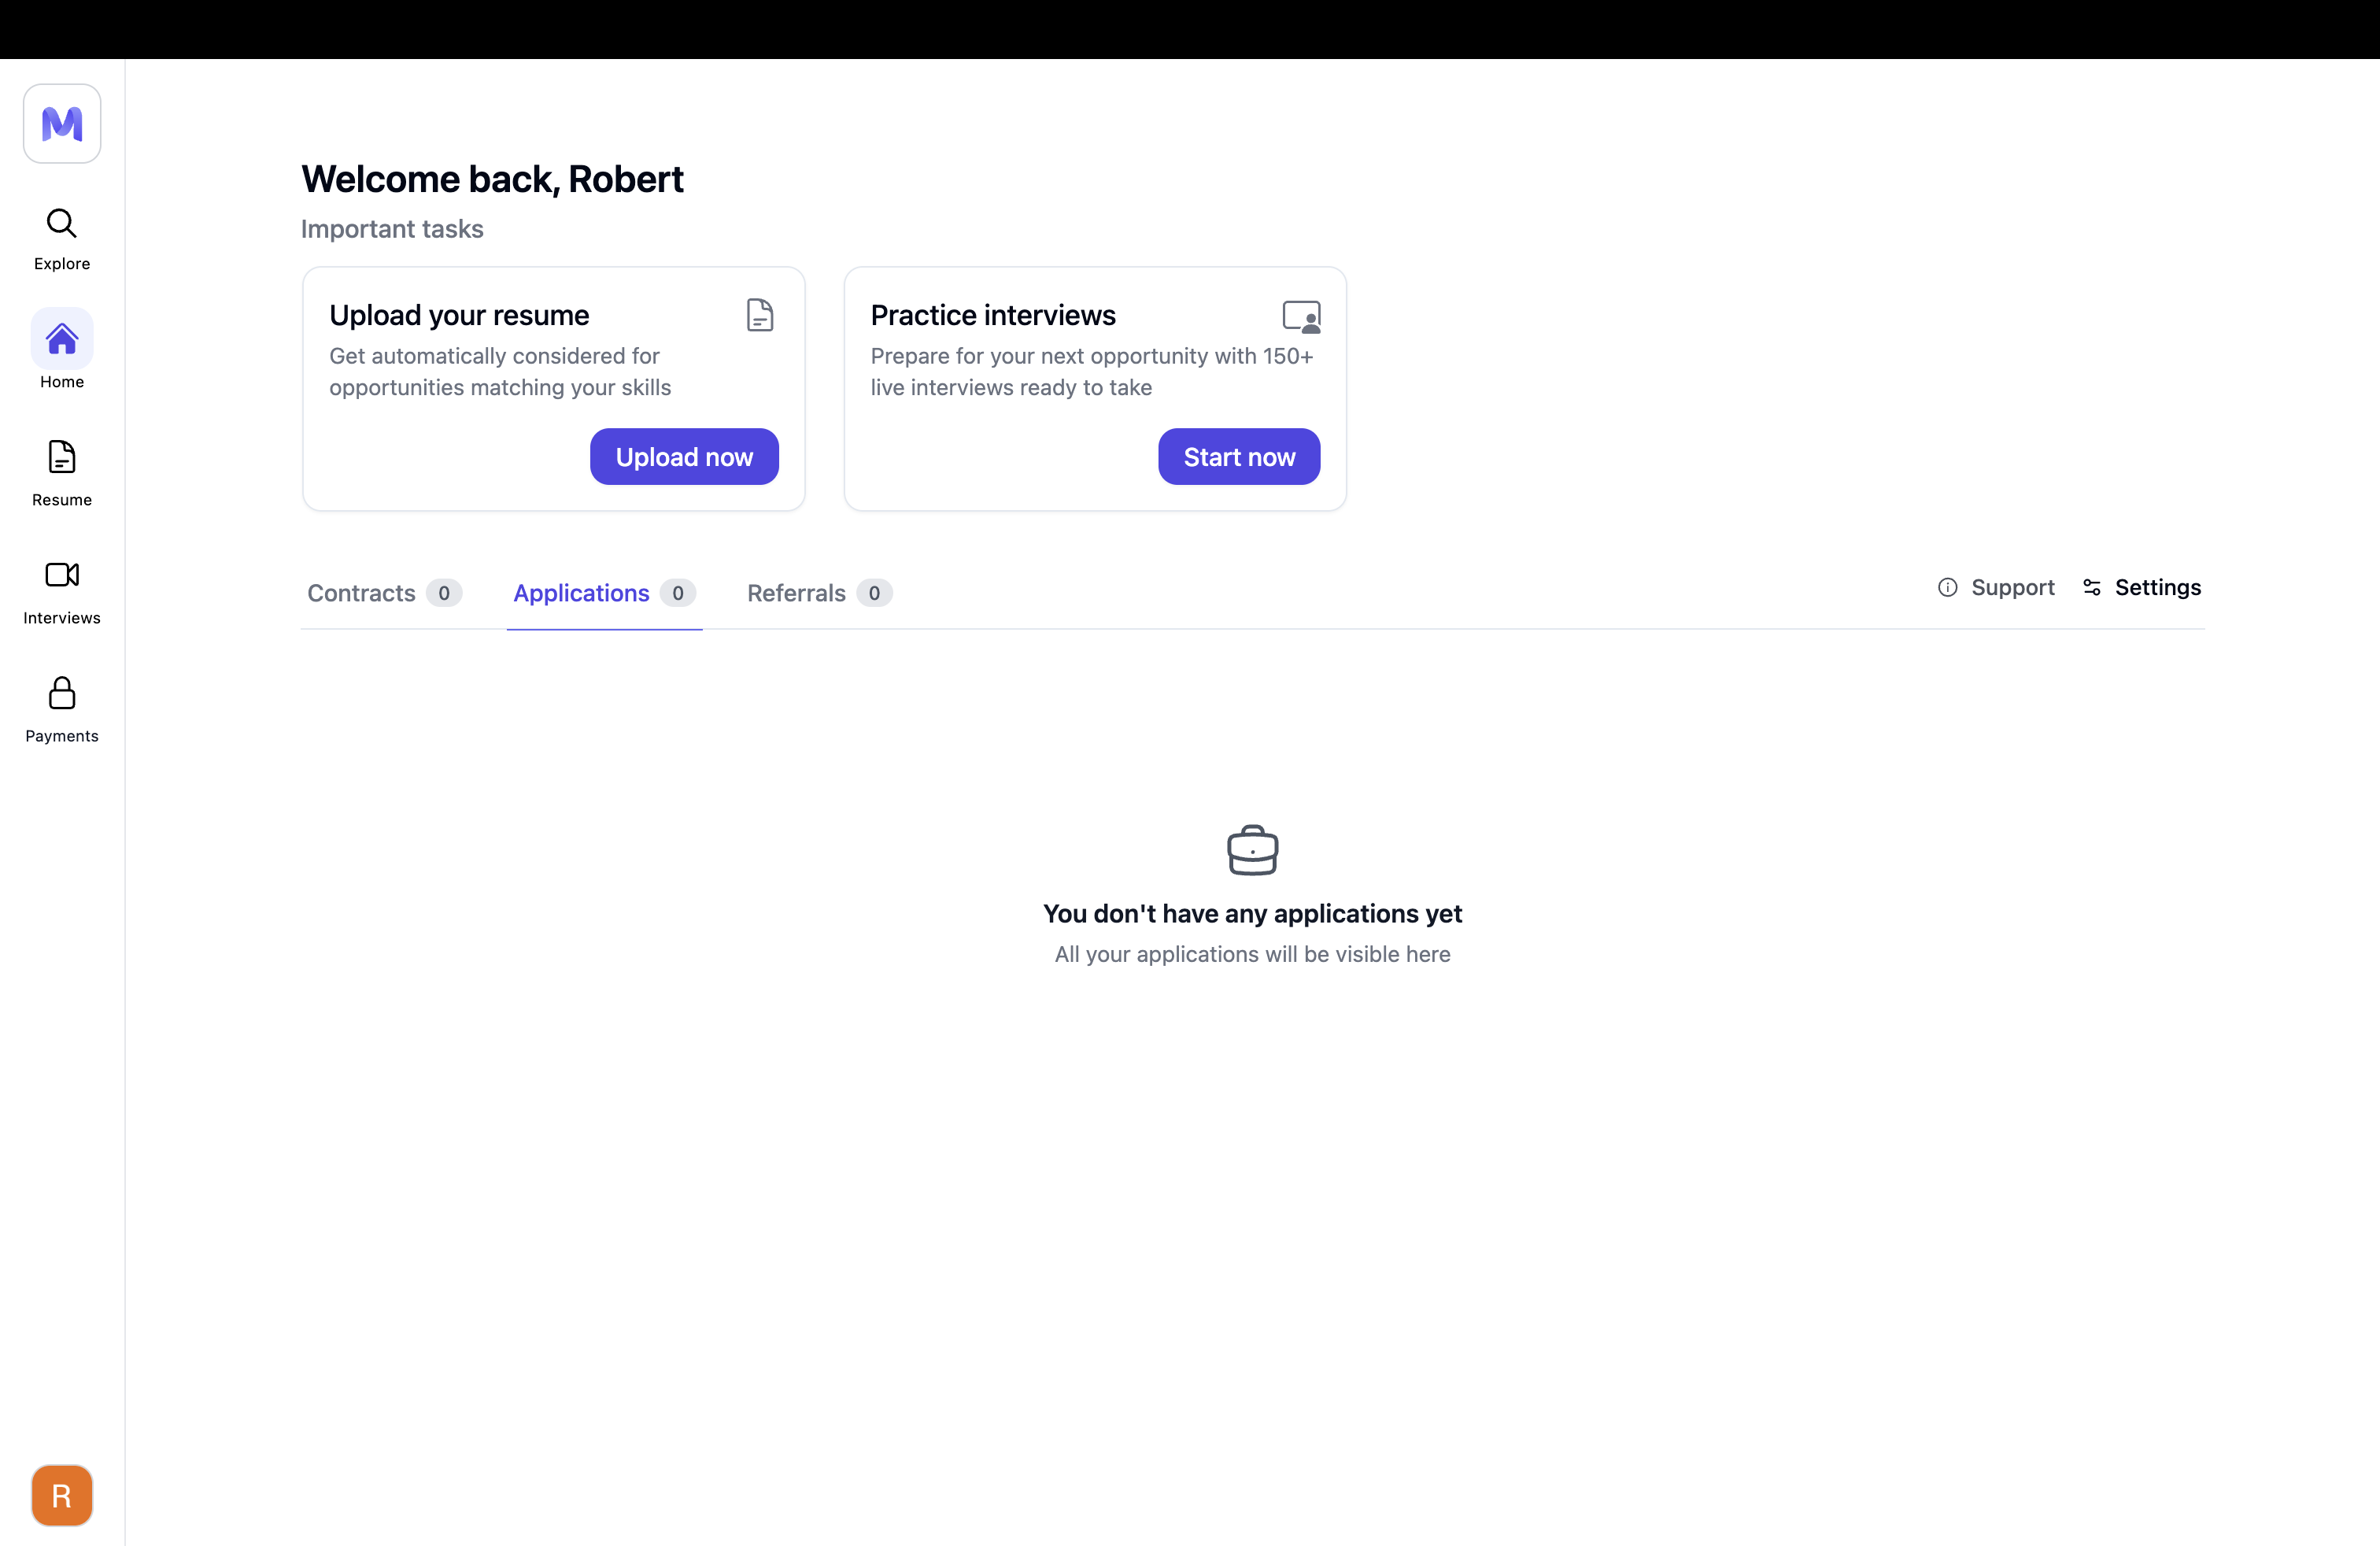 Explore
Home
Resume
Interviews
Payments
R
Welcome back, Robert
Important tasks
Upload your resume
Get automatically considered for
opportunities matching your skills
Upload now
Practice interviews
Prepare for your next opportunity with 150+
live interviews ready to take
Start now
Contracts 0
Applications 0
Referrals 0
Support
Settings
You don't have any applications yet
All your applications will be visible here